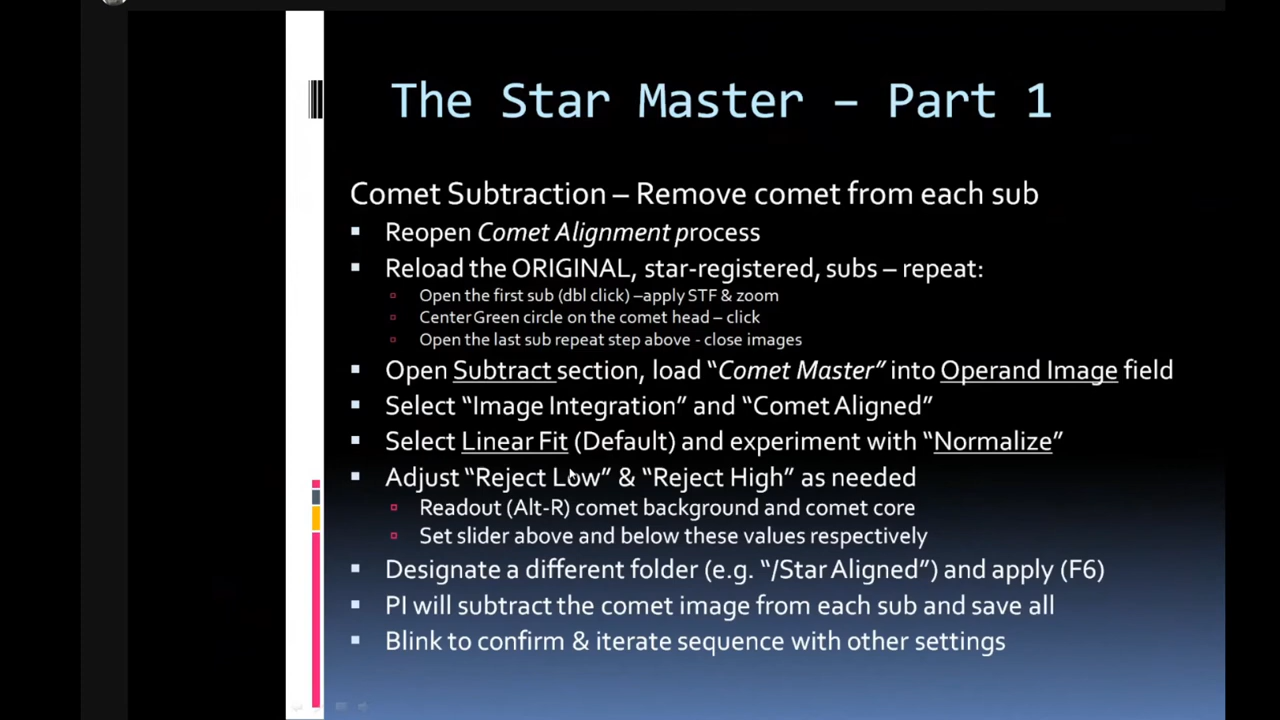 The Star Master – Part 1
Comet Subtraction – Remove comet from each sub
Reopen Comet Alignment process
Reload the ORIGINAL, star-registered, subs – repeat:
Open the first sub (dbl click) –apply STF & zoom
Center Green circle on the comet head – click
Open the last sub repeat step above - close images
Open Subtract section, load “Comet Master” into Operand Image field
Select “Image Integration” and “Comet Aligned”
Select Linear Fit (Default) and experiment with “Normalize”
Adjust “Reject Low” & “Reject High” as needed
Readout (Alt-R) comet background and comet core
Set slider above and below these values respectively
Designate a different folder (e.g. “/Star Aligned”) and apply (F6)
PI will subtract the comet image from each sub and save all
Blink to confirm & iterate sequence with other settings